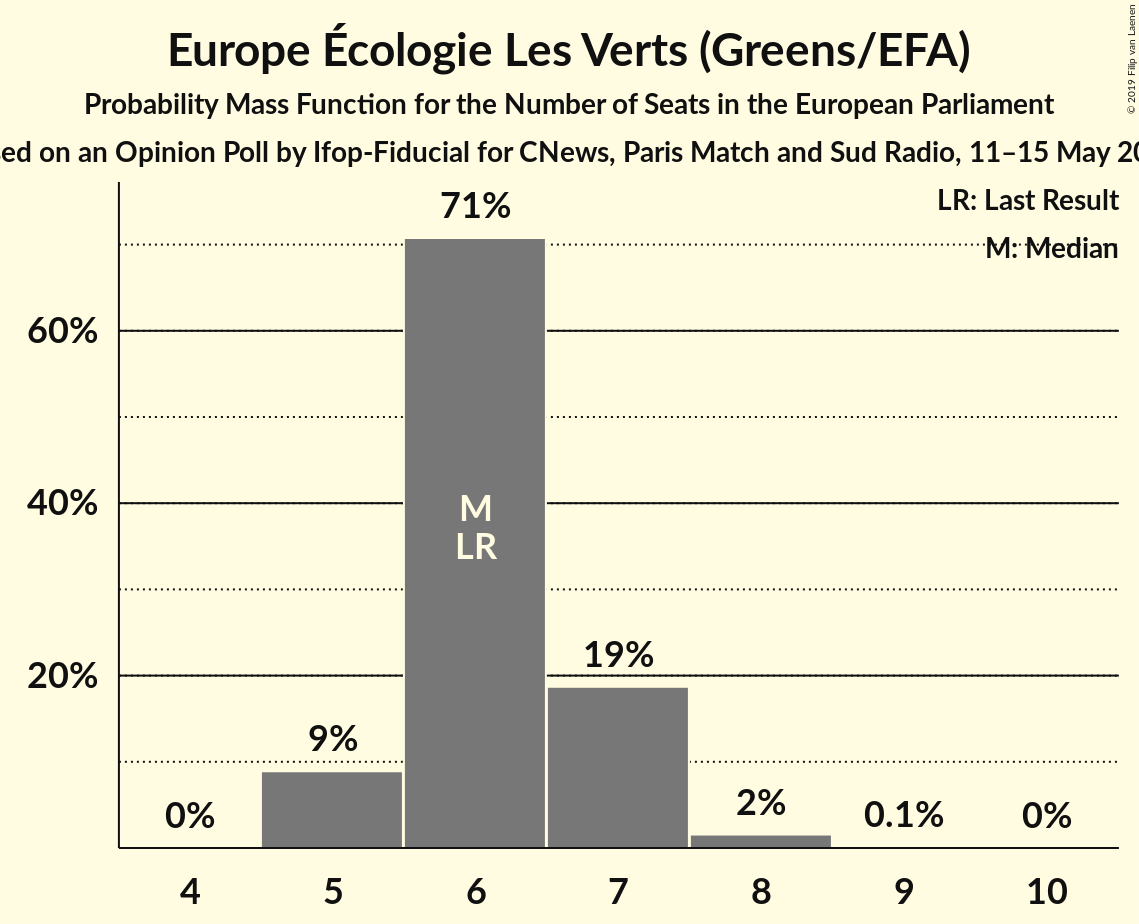 Europe Écologie Les Verts (Greens/EFA)
Probability Mass Function for the Number of Seats in the European Parliament
on an Opinion Poll by Ifop-Fiducial for CNews, Paris Match and Sud Radio, 11–15 May
© 2019 Filip van Laenen
LR: Last Result
M: Median
71%
60%
40%
M
LR
20%
19%
9%
0%
2%
0.1%
0%
4 5 6 7 8 9 10